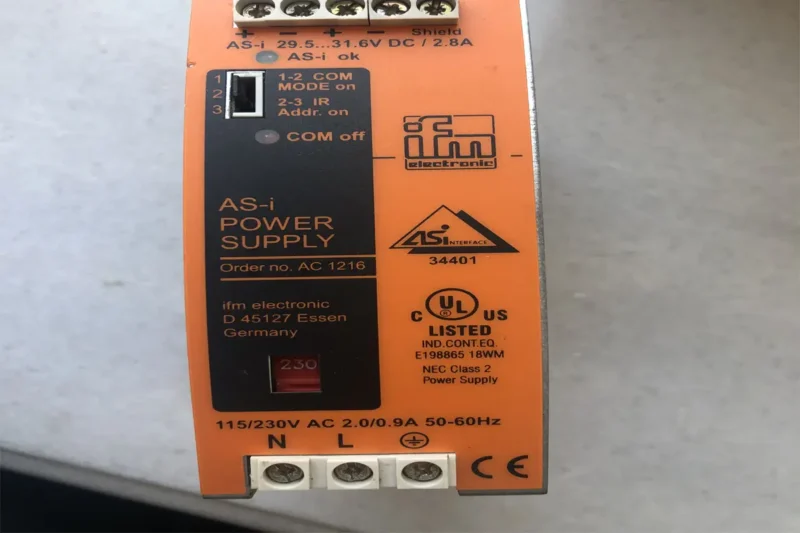 + − + − Shield
AS-i 29.5...31.6V DC / 2.8A
AS-i ok
1 1-2 COM
2 MODE on
2-3 IR
3 Addr. on
COM off
ifm
electronic
AS-i
POWER
SUPPLY
Order no. AC 1216
ifm electronic
D 45127 Essen
Germany
230
ASi INTERFACE
34401
C UL US
LISTED
IND.CONT.EQ.
E198865 18WM
NEC Class 2
Power Supply
115/230V AC 2.0/0.9A 50-60Hz
N L
CE